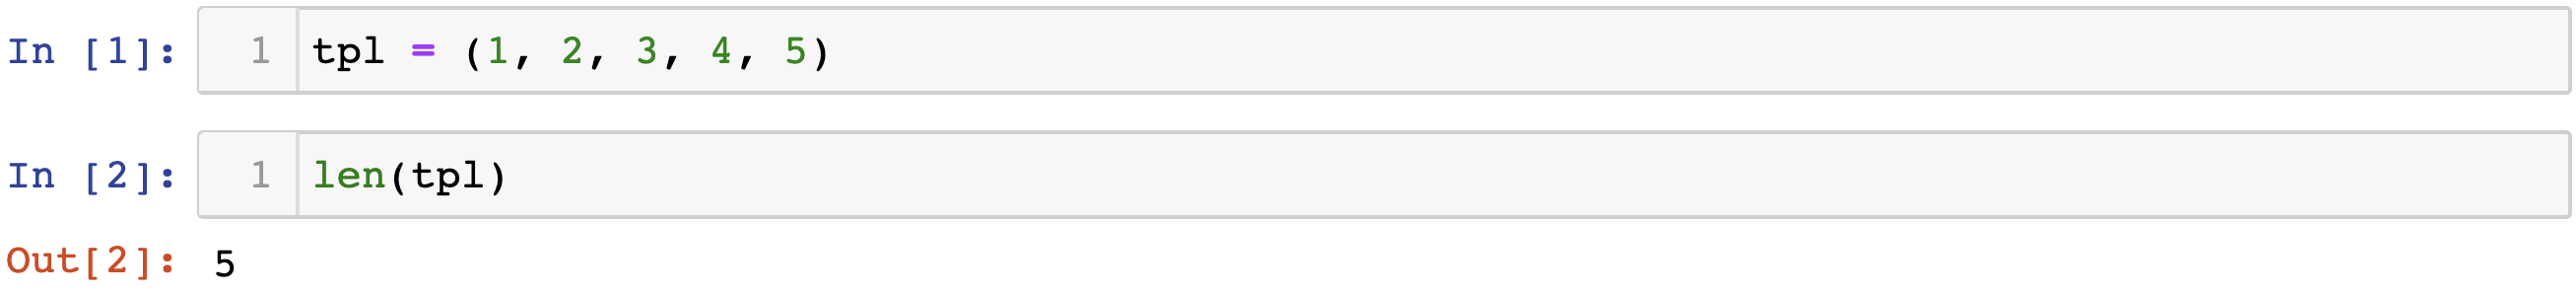 In [1]: 1 tpl = (1, 2, 3, 4, 5)
In [2]: 1 len(tpl)
Out[2]: 5